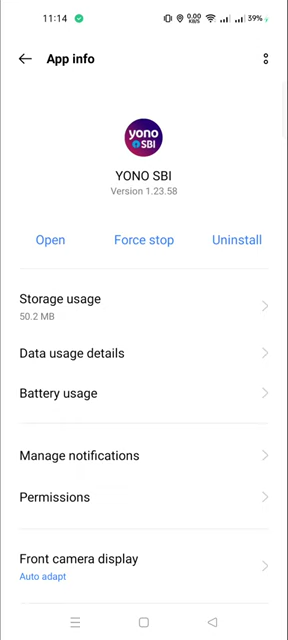 11:14
0.00
KB/S
39%
App info
yono
SBI
YONO SBI
Version 1.23.58
Open Force stop Uninstall
Storage usage
50.2 MB
Data usage details
Battery usage
Manage notifications
Permissions
Front camera display
Auto adapt